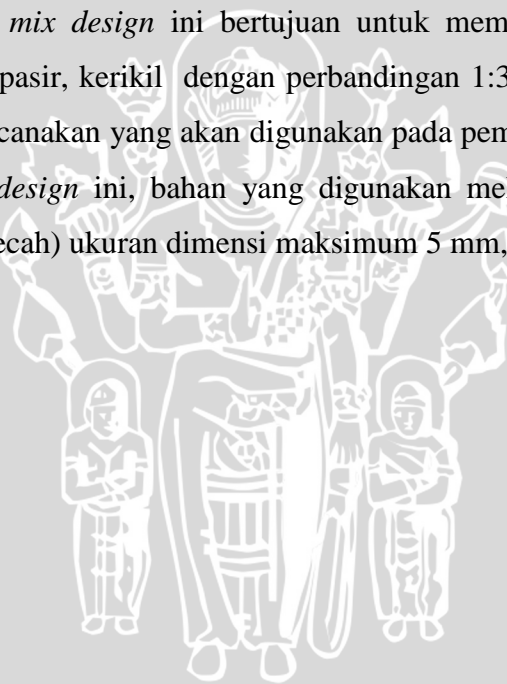 mix design ini bertujuan untuk mem
pasir, kerikil dengan perbandingan 1:3
canakan yang akan digunakan pada pem
design ini, bahan yang digunakan mel
ecah) ukuran dimensi maksimum 5 mm,